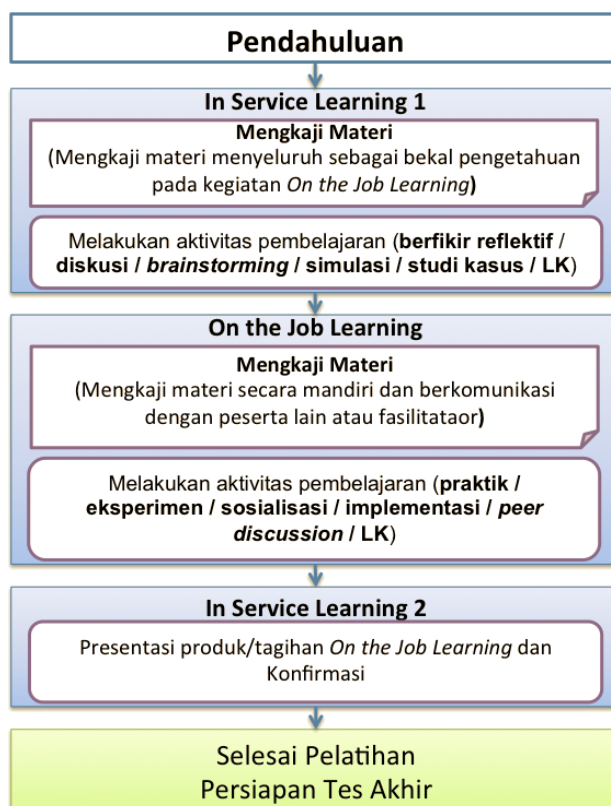 Pendahuluan
In Service Learning 1
Mengkaji Materi
(Mengkaji materi menyeluruh sebagai bekal pengetahuan
pada kegiatan On the Job Learning)
Melakukan aktivitas pembelajaran (berfikir reflektif /
diskusi / brainstorming / simulasi / studi kasus / LK)
On the Job Learning
Mengkaji Materi
(Mengkaji materi secara mandiri dan berkomunikasi
dengan peserta lain atau fasilitataor)
Melakukan aktivitas pembelajaran (praktik /
eksperimen / sosialisasi / implementasi / peer
discussion / LK)
In Service Learning 2
Presentasi produk/tagihan On the Job Learning dan
Konfirmasi
Selesai Pelatihan
Persiapan Tes Akhir